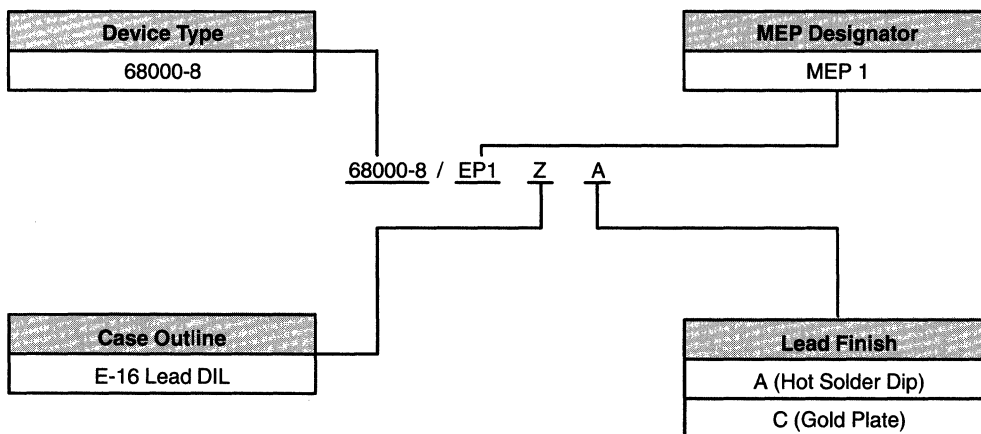 Device Type
68000-8
MEP Designator
MEP 1
68000-8 / EP1 Z A
Case Outline
E-16 Lead DIL
Lead Finish
A (Hot Solder Dip)
C (Gold Plate)